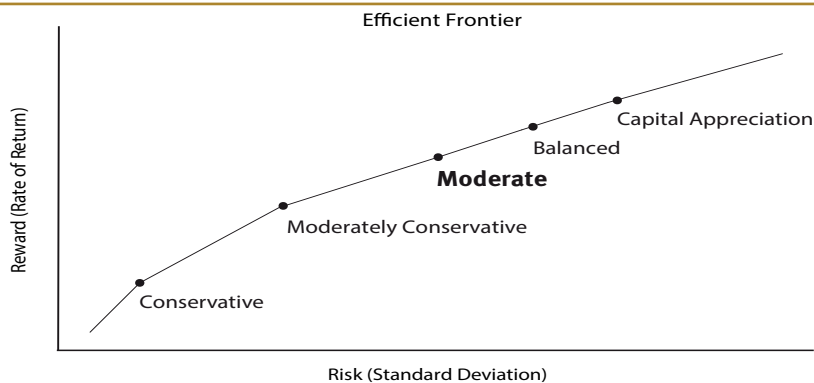 Efficient Frontier
Reward (Rate of Return)
Capital Appreciation
Balanced
Moderate
Moderately Conservative
Conservative
Risk (Standard Deviation)